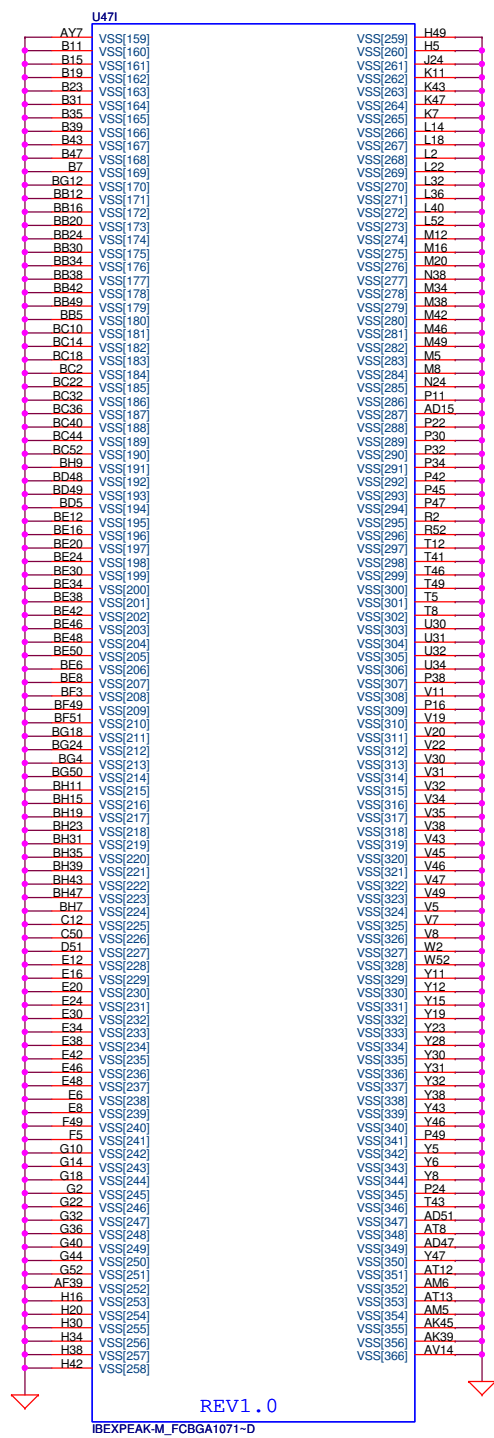 U47I
AY7 VSS[159]
B11 VSS[160]
B15 VSS[161]
B19 VSS[162]
B23 VSS[163]
B31 VSS[164]
B35 VSS[165]
B39 VSS[166]
B43 VSS[167]
B47 VSS[168]
B7 VSS[169]
BG12 VSS[170]
BB12 VSS[171]
BB16 VSS[172]
BB20 VSS[173]
BB24 VSS[174]
BB30 VSS[175]
BB34 VSS[176]
BB38 VSS[177]
BB42 VSS[178]
BB49 VSS[179]
BB5 VSS[180]
BC10 VSS[181]
BC14 VSS[182]
BC18 VSS[183]
BC2 VSS[184]
BC22 VSS[185]
BC32 VSS[186]
BC36 VSS[187]
BC40 VSS[188]
BC44 VSS[189]
BC52 VSS[190]
BH9 VSS[191]
BD48 VSS[192]
BD49 VSS[193]
BD5 VSS[194]
BE12 VSS[195]
BE16 VSS[196]
BE20 VSS[197]
BE24 VSS[198]
BE30 VSS[199]
BE34 VSS[200]
BE38 VSS[201]
BE42 VSS[202]
BE46 VSS[203]
BE48 VSS[204]
BE50 VSS[205]
BE6 VSS[206]
BE8 VSS[207]
BF3 VSS[208]
BF49 VSS[209]
BF51 VSS[210]
BG18 VSS[211]
BG24 VSS[212]
BG4 VSS[213]
BG50 VSS[214]
BH11 VSS[215]
BH15 VSS[216]
BH19 VSS[217]
BH23 VSS[218]
BH31 VSS[219]
BH35 VSS[220]
BH39 VSS[221]
BH43 VSS[222]
BH47 VSS[223]
BH7 VSS[224]
C12 VSS[225]
C50 VSS[226]
D51 VSS[227]
E12 VSS[228]
E16 VSS[229]
E20 VSS[230]
E24 VSS[231]
E30 VSS[232]
E34 VSS[233]
E38 VSS[234]
E42 VSS[235]
E46 VSS[236]
E48 VSS[237]
E6 VSS[238]
E8 VSS[239]
F49 VSS[240]
F5 VSS[241]
G10 VSS[242]
G14 VSS[243]
G18 VSS[244]
G2 VSS[245]
G22 VSS[246]
G32 VSS[247]
G36 VSS[248]
G40 VSS[249]
G44 VSS[250]
G52 VSS[251]
AF39 VSS[252]
H16 VSS[253]
H20 VSS[254]
H30 VSS[255]
H34 VSS[256]
H38 VSS[257]
H42 VSS[258]
VSS[259] H49
VSS[260] H5
VSS[261] J24
VSS[262] K11
VSS[263] K43
VSS[264] K47
VSS[265] K7
VSS[266] L14
VSS[267] L18
VSS[268] L2
VSS[269] L22
VSS[270] L32
VSS[271] L36
VSS[272] L40
VSS[273] L52
VSS[274] M12
VSS[275] M16
VSS[276] M20
VSS[277] N38
VSS[278] M34
VSS[279] M38
VSS[280] M42
VSS[281] M46
VSS[282] M49
VSS[283] M5
VSS[284] M8
VSS[285] N24
VSS[286] P11
VSS[287] AD15
VSS[288] P22
VSS[289] P30
VSS[290] P32
VSS[291] P34
VSS[292] P42
VSS[293] P45
VSS[294] P47
VSS[295] R2
VSS[296] R52
VSS[297] T12
VSS[298] T41
VSS[299] T46
VSS[300] T49
VSS[301] T5
VSS[302] T8
VSS[303] U30
VSS[304] U31
VSS[305] U32
VSS[306] U34
VSS[307] P38
VSS[308] V11
VSS[309] P16
VSS[310] V19
VSS[311] V20
VSS[312] V22
VSS[313] V30
VSS[314] V31
VSS[315] V32
VSS[316] V34
VSS[317] V35
VSS[318] V38
VSS[319] V43
VSS[320] V45
VSS[321] V46
VSS[322] V47
VSS[323] V49
VSS[324] V5
VSS[325] V7
VSS[326] V8
VSS[327] W2
VSS[328] W52
VSS[329] Y11
VSS[330] Y12
VSS[331] Y15
VSS[332] Y19
VSS[333] Y23
VSS[334] Y28
VSS[335] Y30
VSS[336] Y31
VSS[337] Y32
VSS[338] Y38
VSS[339] Y43
VSS[340] Y46
VSS[341] P49
VSS[342] Y5
VSS[343] Y6
VSS[344] Y8
VSS[345] P24
VSS[346] T43
VSS[347] AD51
VSS[348] AT8
VSS[349] AD47
VSS[350] Y47
VSS[351] AT12
VSS[352] AM6
VSS[353] AT13
VSS[354] AM5
VSS[355] AK45
VSS[356] AK39
VSS[366] AV14
REV1.0
IBEXPEAK-M_FCBGA1071~D